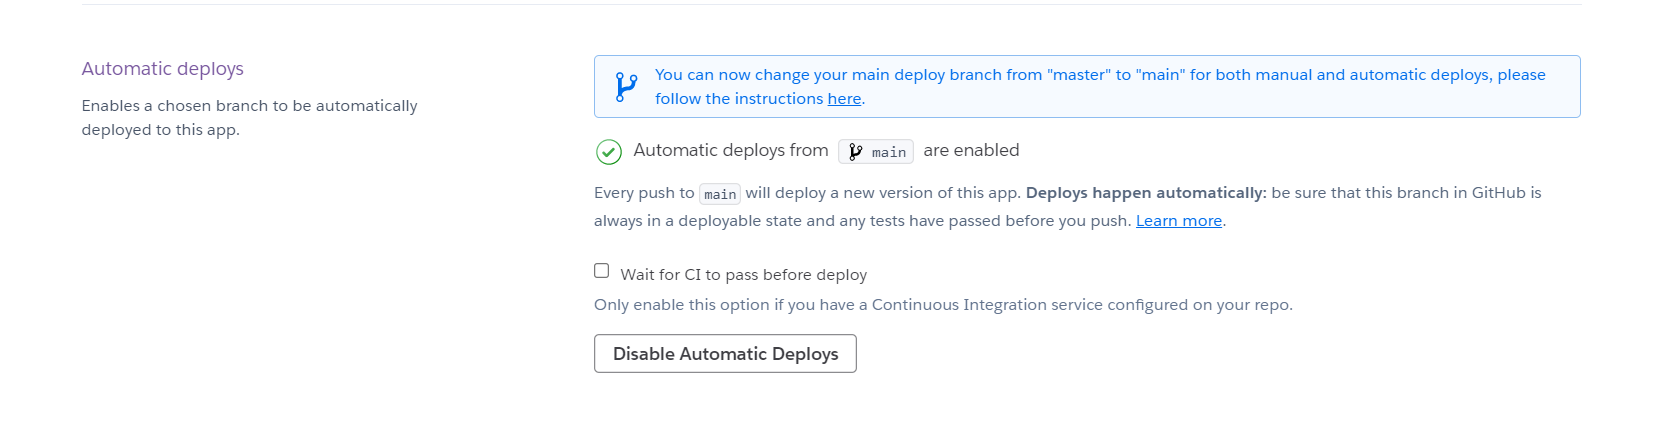 Automatic deploys
Enables a chosen branch to be automatically
deployed to this app.
You can now change your main deploy branch from "master" to "main" for both manual and automatic deploys, please
follow the instructions here.
Automatic deploys from main are enabled
Every push to main will deploy a new version of this app. Deploys happen automatically: be sure that this branch in GitHub is
always in a deployable state and any tests have passed before you push. Learn more.
Wait for CI to pass before deploy
Only enable this option if you have a Continuous Integration service configured on your repo.
Disable Automatic Deploys